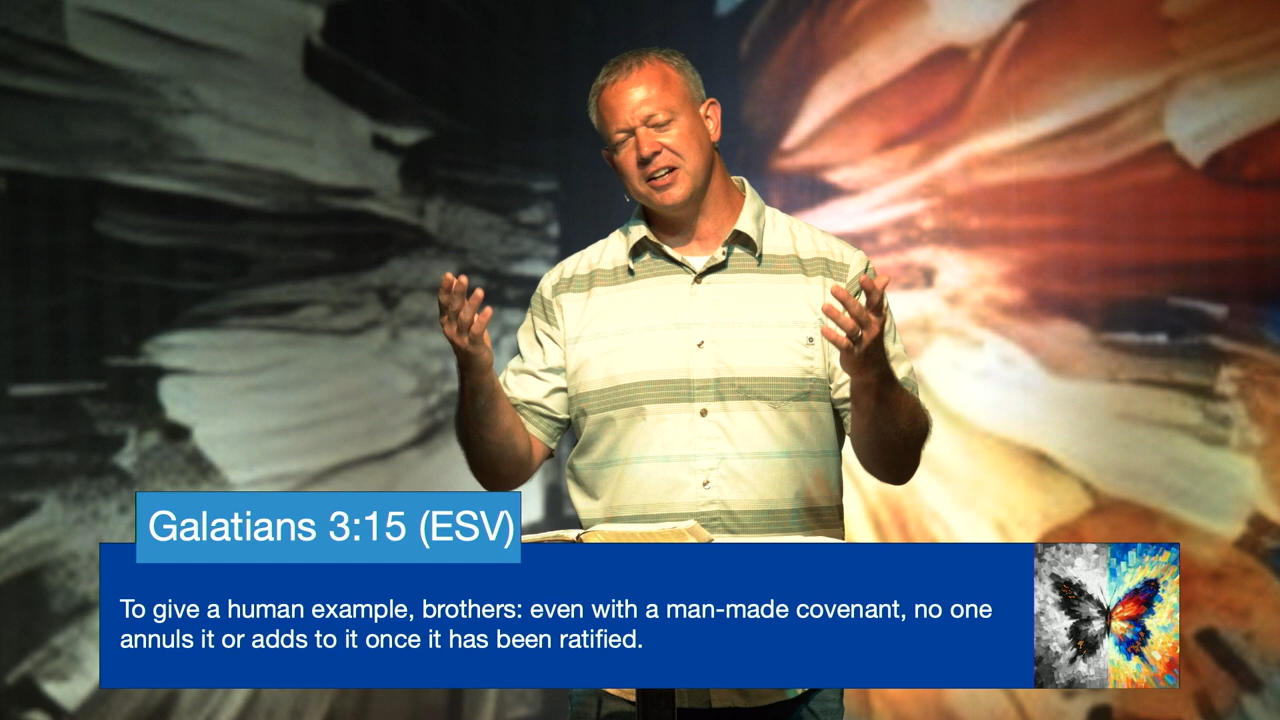 Galatians 3:15 (ESV)
To give a human example, brothers: even with a man-made covenant, no one
annuls it or adds to it once it has been ratified.